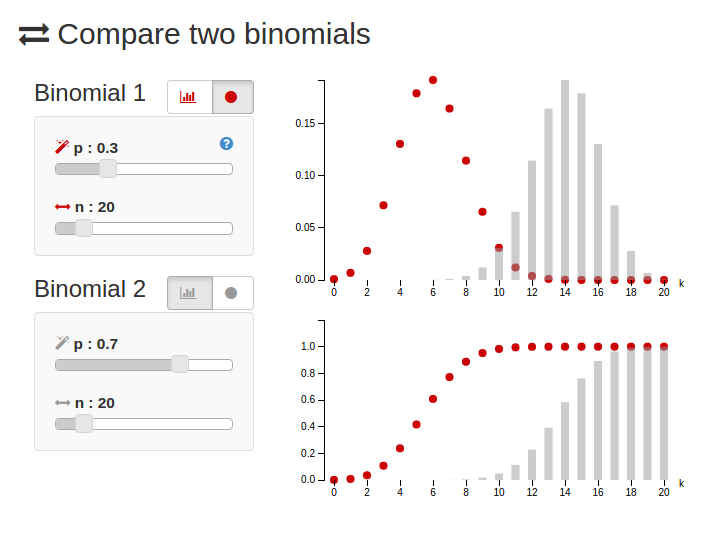 Compare two binomials
Binomial 1
p : 0.3
?
n : 20
Binomial 2
p : 0.7
n : 20
0.15
0.10
0.05
0.00
0 2 4 6 8 10 12 14 16 18 20 k
1.0
0.8
0.6
0.4
0.2
0.0
0 2 4 6 8 10 12 14 16 18 20 k